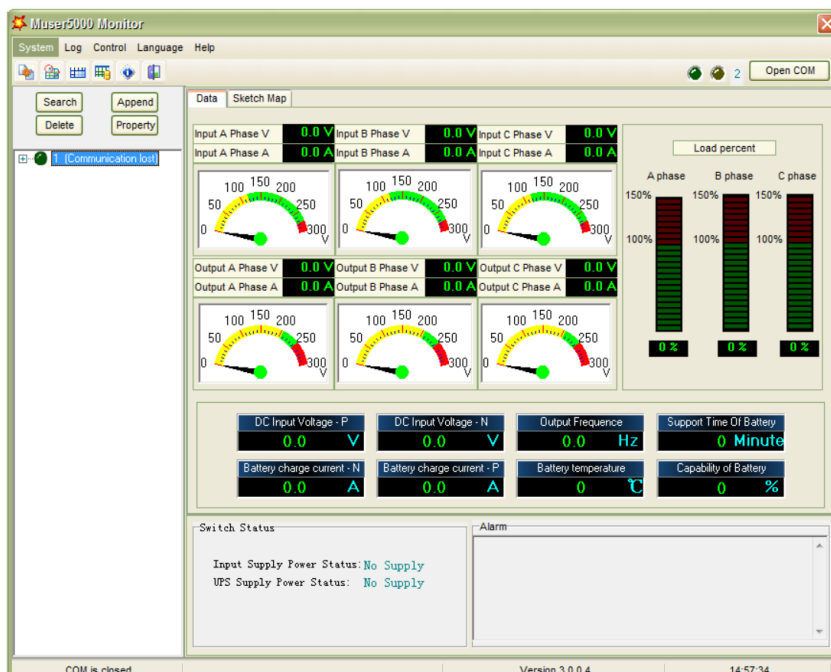 Muser5000 Monitor
System Log Control Language Help
2 Open COM
Search Append
Delete Property
1 (Communication lost)
Data Sketch Map
Input A Phase V 0.0 V Input B Phase V 0.0 V Input C Phase V 0.0 V
Input A Phase A 0.0 A Input B Phase A 0.0 A Input C Phase A 0.0 A
0 50 100 150 200 250 300 V
0 50 100 150 200 250 300 V
0 50 100 150 200 250 300 V
Output A Phase V 0.0 V Output B Phase V 0.0 V Output C Phase V 0.0 V
Output A Phase A 0.0 A Output B Phase A 0.0 A Output C Phase A 0.0 A
0 50 100 150 200 250 300 V
0 50 100 150 200 250 300 V
0 50 100 150 200 250 300 V
Load percent
A phase B phase C phase
150% 150% 150%
100% 100% 100%
0 % 0 % 0 %
DC Input Voltage - P DC Input Voltage - N Output Frequence Support Time Of Battery
0.0 V 0.0 V 0.0 Hz 0 Minute
Battery charge current - N Battery charge current - P Battery temperature Capability of Battery
0.0 A 0.0 A 0 ℃ 0 %
Switch Status
Input Supply Power Status: No Supply
UPS Supply Power Status: No Supply
Alarm
COM is closed Version 3.0.0.4 14:57:34